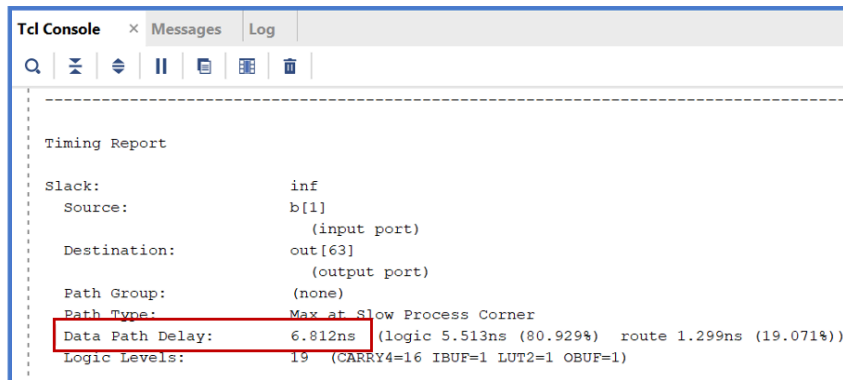 Tcl Console × Messages Log
Timing Report
Slack: inf
Source: b[1]
(input port)
Destination: out[63]
(output port)
Path Group: (none)
Path Type: Max at Slow Process Corner
Data Path Delay: 6.812ns (logic 5.513ns (80.929%) route 1.299ns (19.071%))
Logic Levels: 19 (CARRY4=16 IBUF=1 LUT2=1 OBUF=1)